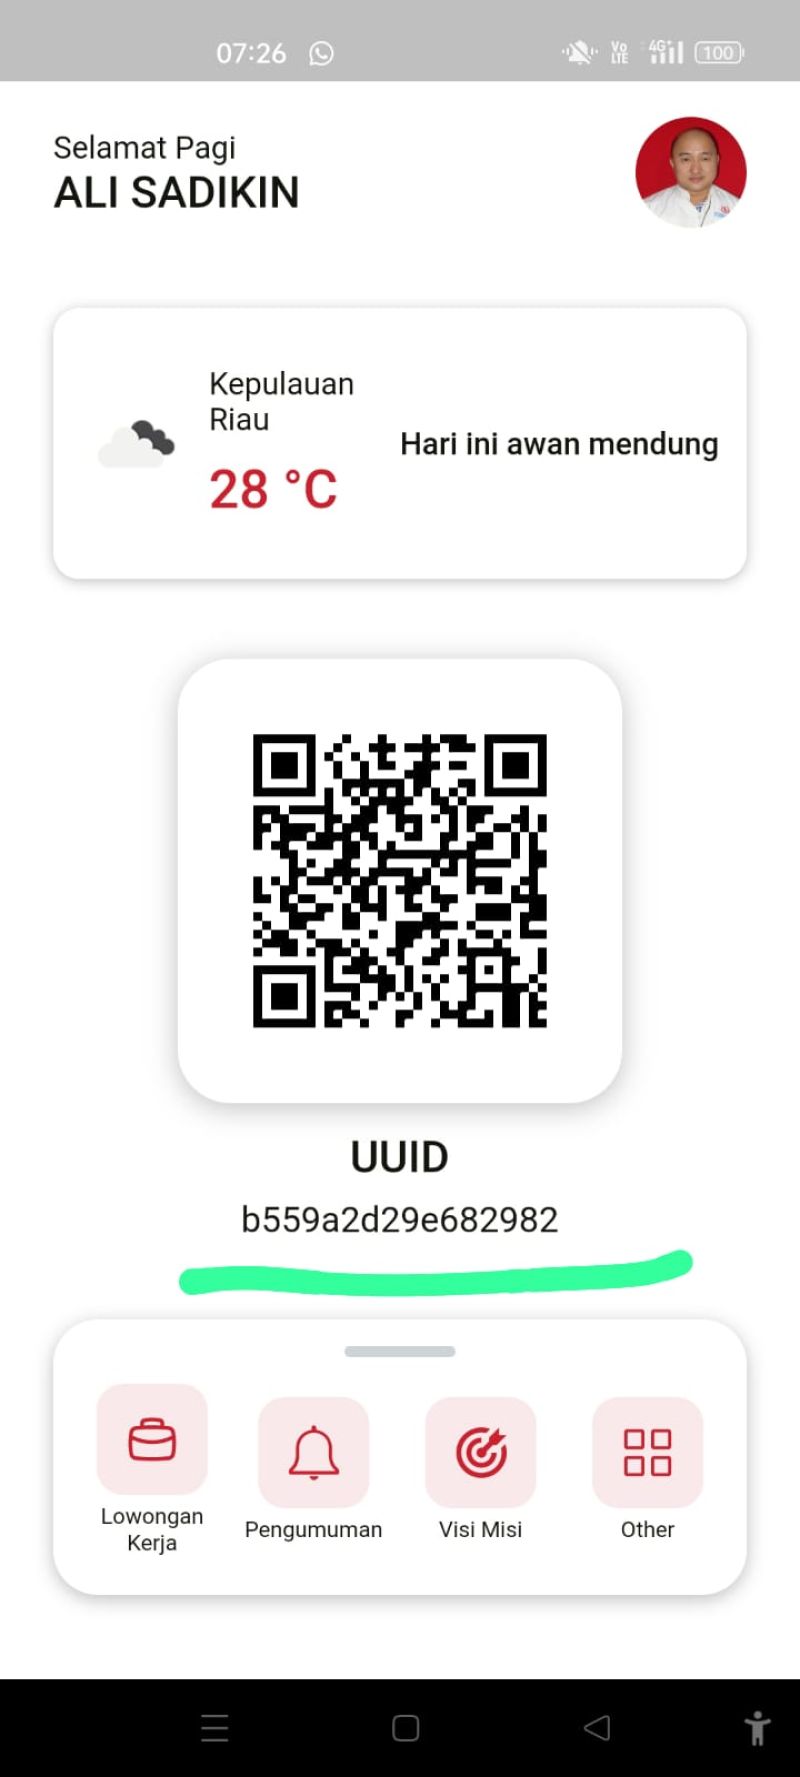 07:26
Vo LTE 4G+ 100
Selamat Pagi
ALI SADIKIN
Kepulauan
Riau
28 °C
Hari ini awan mendung
UUID
b559a2d29e682982
Lowongan
Kerja
Pengumuman
Visi Misi
Other